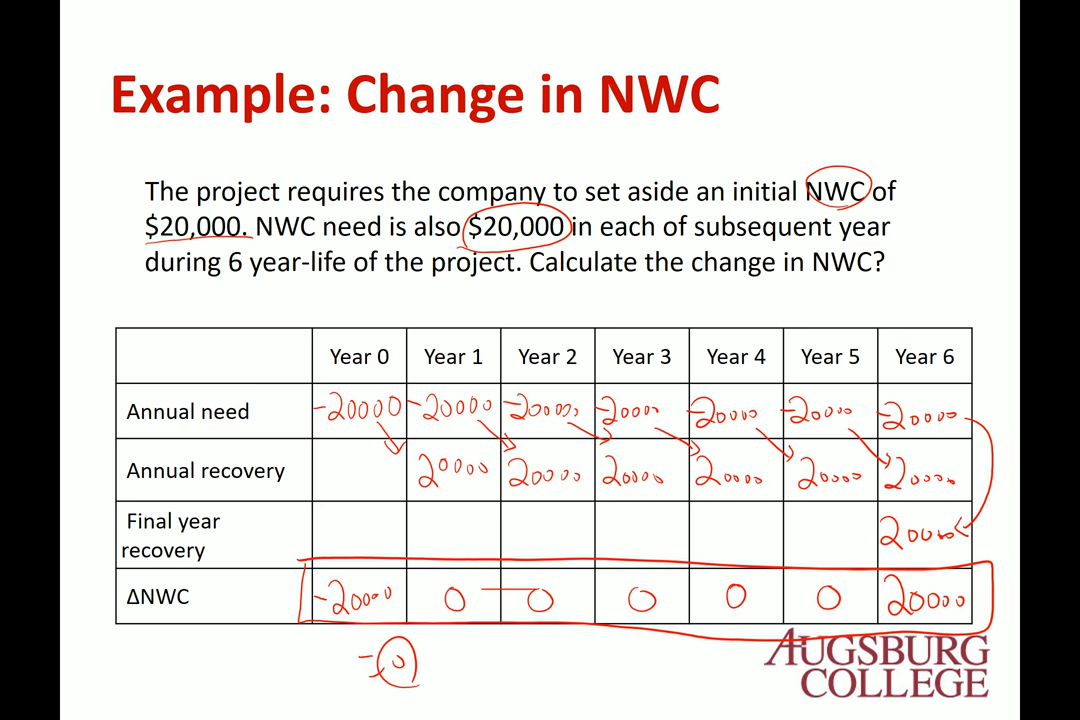 Example: Change in NWC
The project requires the company to set aside an initial NWC of
$20,000. NWC need is also $20,000 in each of subsequent year
during 6 year-life of the project. Calculate the change in NWC?
Year 0 Year 1 Year 2 Year 3 Year 4 Year 5 Year 6
Annual need -20000 -20000 -20000 -20000 -20000 -20000 -20000
Annual recovery 20000 20000 20000 20000 20000 20000
Final year
recovery 20000
ΔNWC -20000 0 0 0 0 0 20000
0
AUGSBURG
COLLEGE